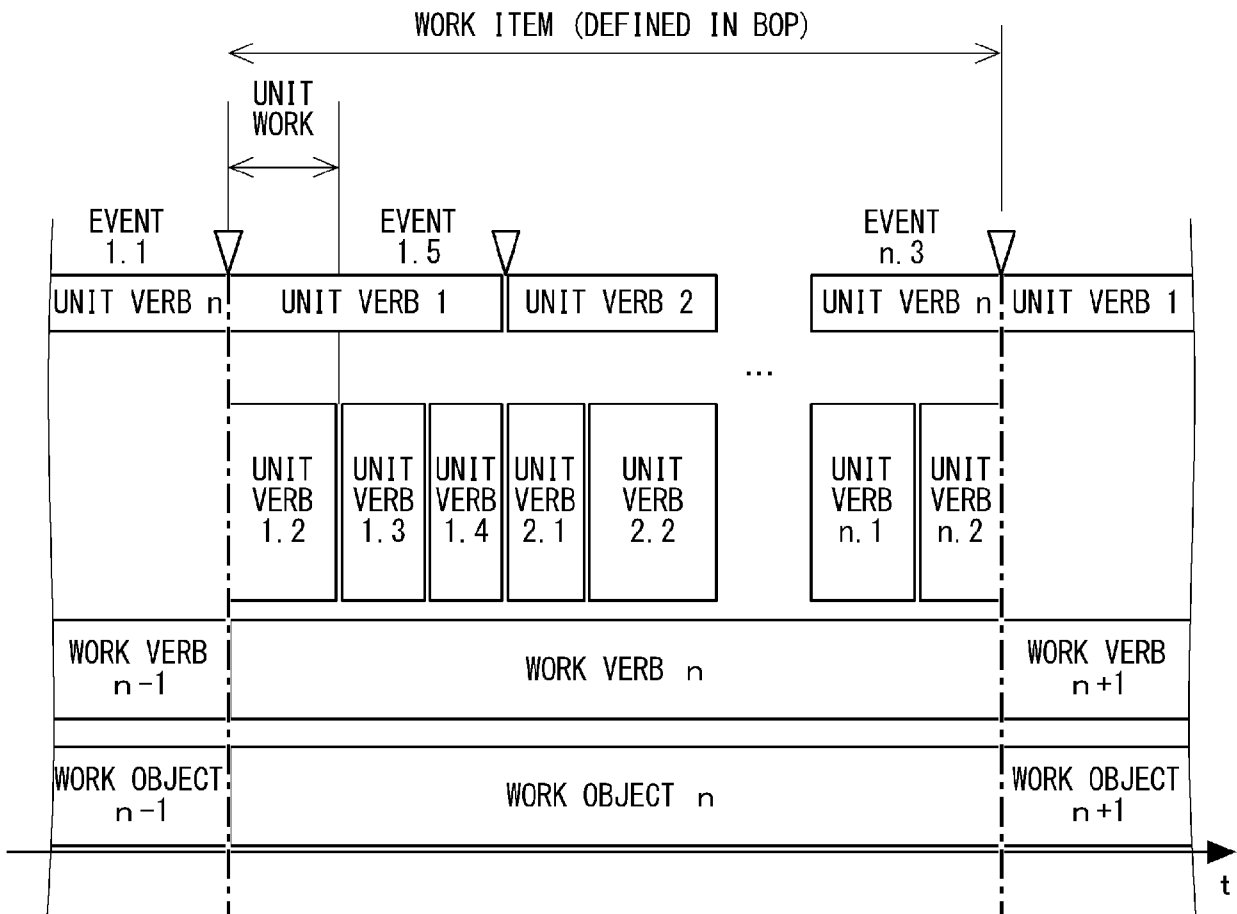 WORK ITEM (DEFINED IN BOP)
UNIT
WORK
EVENT
1.1
EVENT
1.5
EVENT
n.3
UNIT VERB n
UNIT VERB 1
UNIT VERB 2
UNIT VERB n
UNIT VERB 1
...
UNIT
VERB
1.2
UNIT
VERB
1.3
UNIT
VERB
1.4
UNIT
VERB
2.1
UNIT
VERB
2.2
UNIT
VERB
n.1
UNIT
VERB
n.2
WORK VERB
n-1
WORK VERB n
WORK VERB
n+1
WORK OBJECT
n-1
WORK OBJECT n
WORK OBJECT
n+1
t